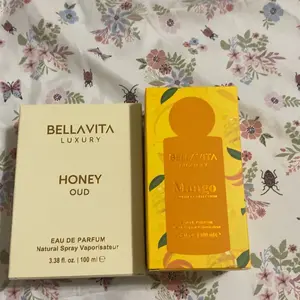 BELLAVITA
LUXURY
HONEY
OUD
EAU DE PARFUM
Natural Spray Vaporisateur
3.38 fl. oz. | 100 ml ℮
BELLAVITA
Mango